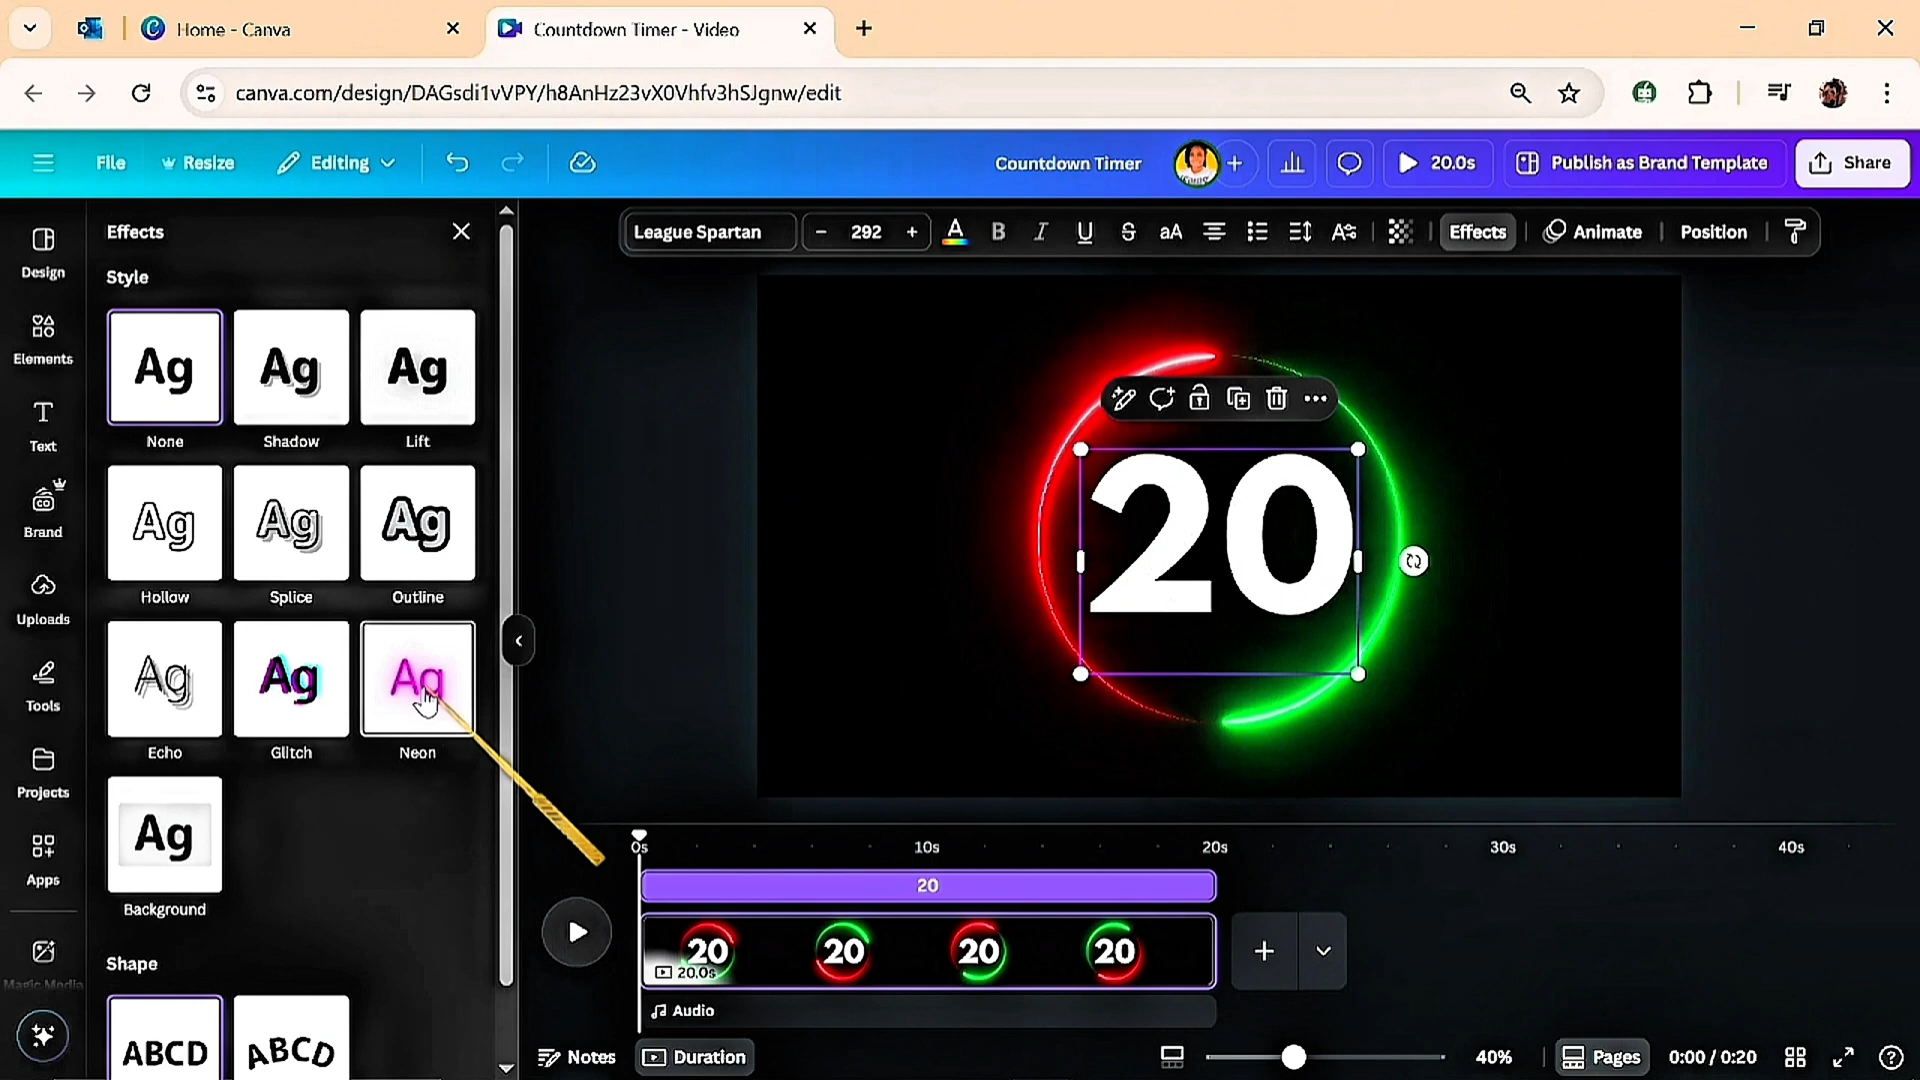 Home - Canva
Countdown Timer - Video
canva.com/design/DAGsdi1vVPY/h8AnHz23vX0Vhfv3hSJgnw/edit
File
Resize
Editing
Countdown Timer
20.0s
Publish as Brand Template
Share
Effects
League Spartan
292
aA
Effects
Animate
Position
Design
Elements
Text
Brand
Uploads
Tools
Projects
Apps
Magic Media
Style
Ag Ag Ag
None Shadow Lift
Ag Ag Ag
Hollow Splice Outline
Ag Ag Ag
Echo Glitch Neon
Ag
Background
Shape
ABCD ABCD
20
0s 10s 20s 30s 40s
20
20 20 20 20
20.0s
Audio
Notes
Duration
40%
Pages
0:00 / 0:20